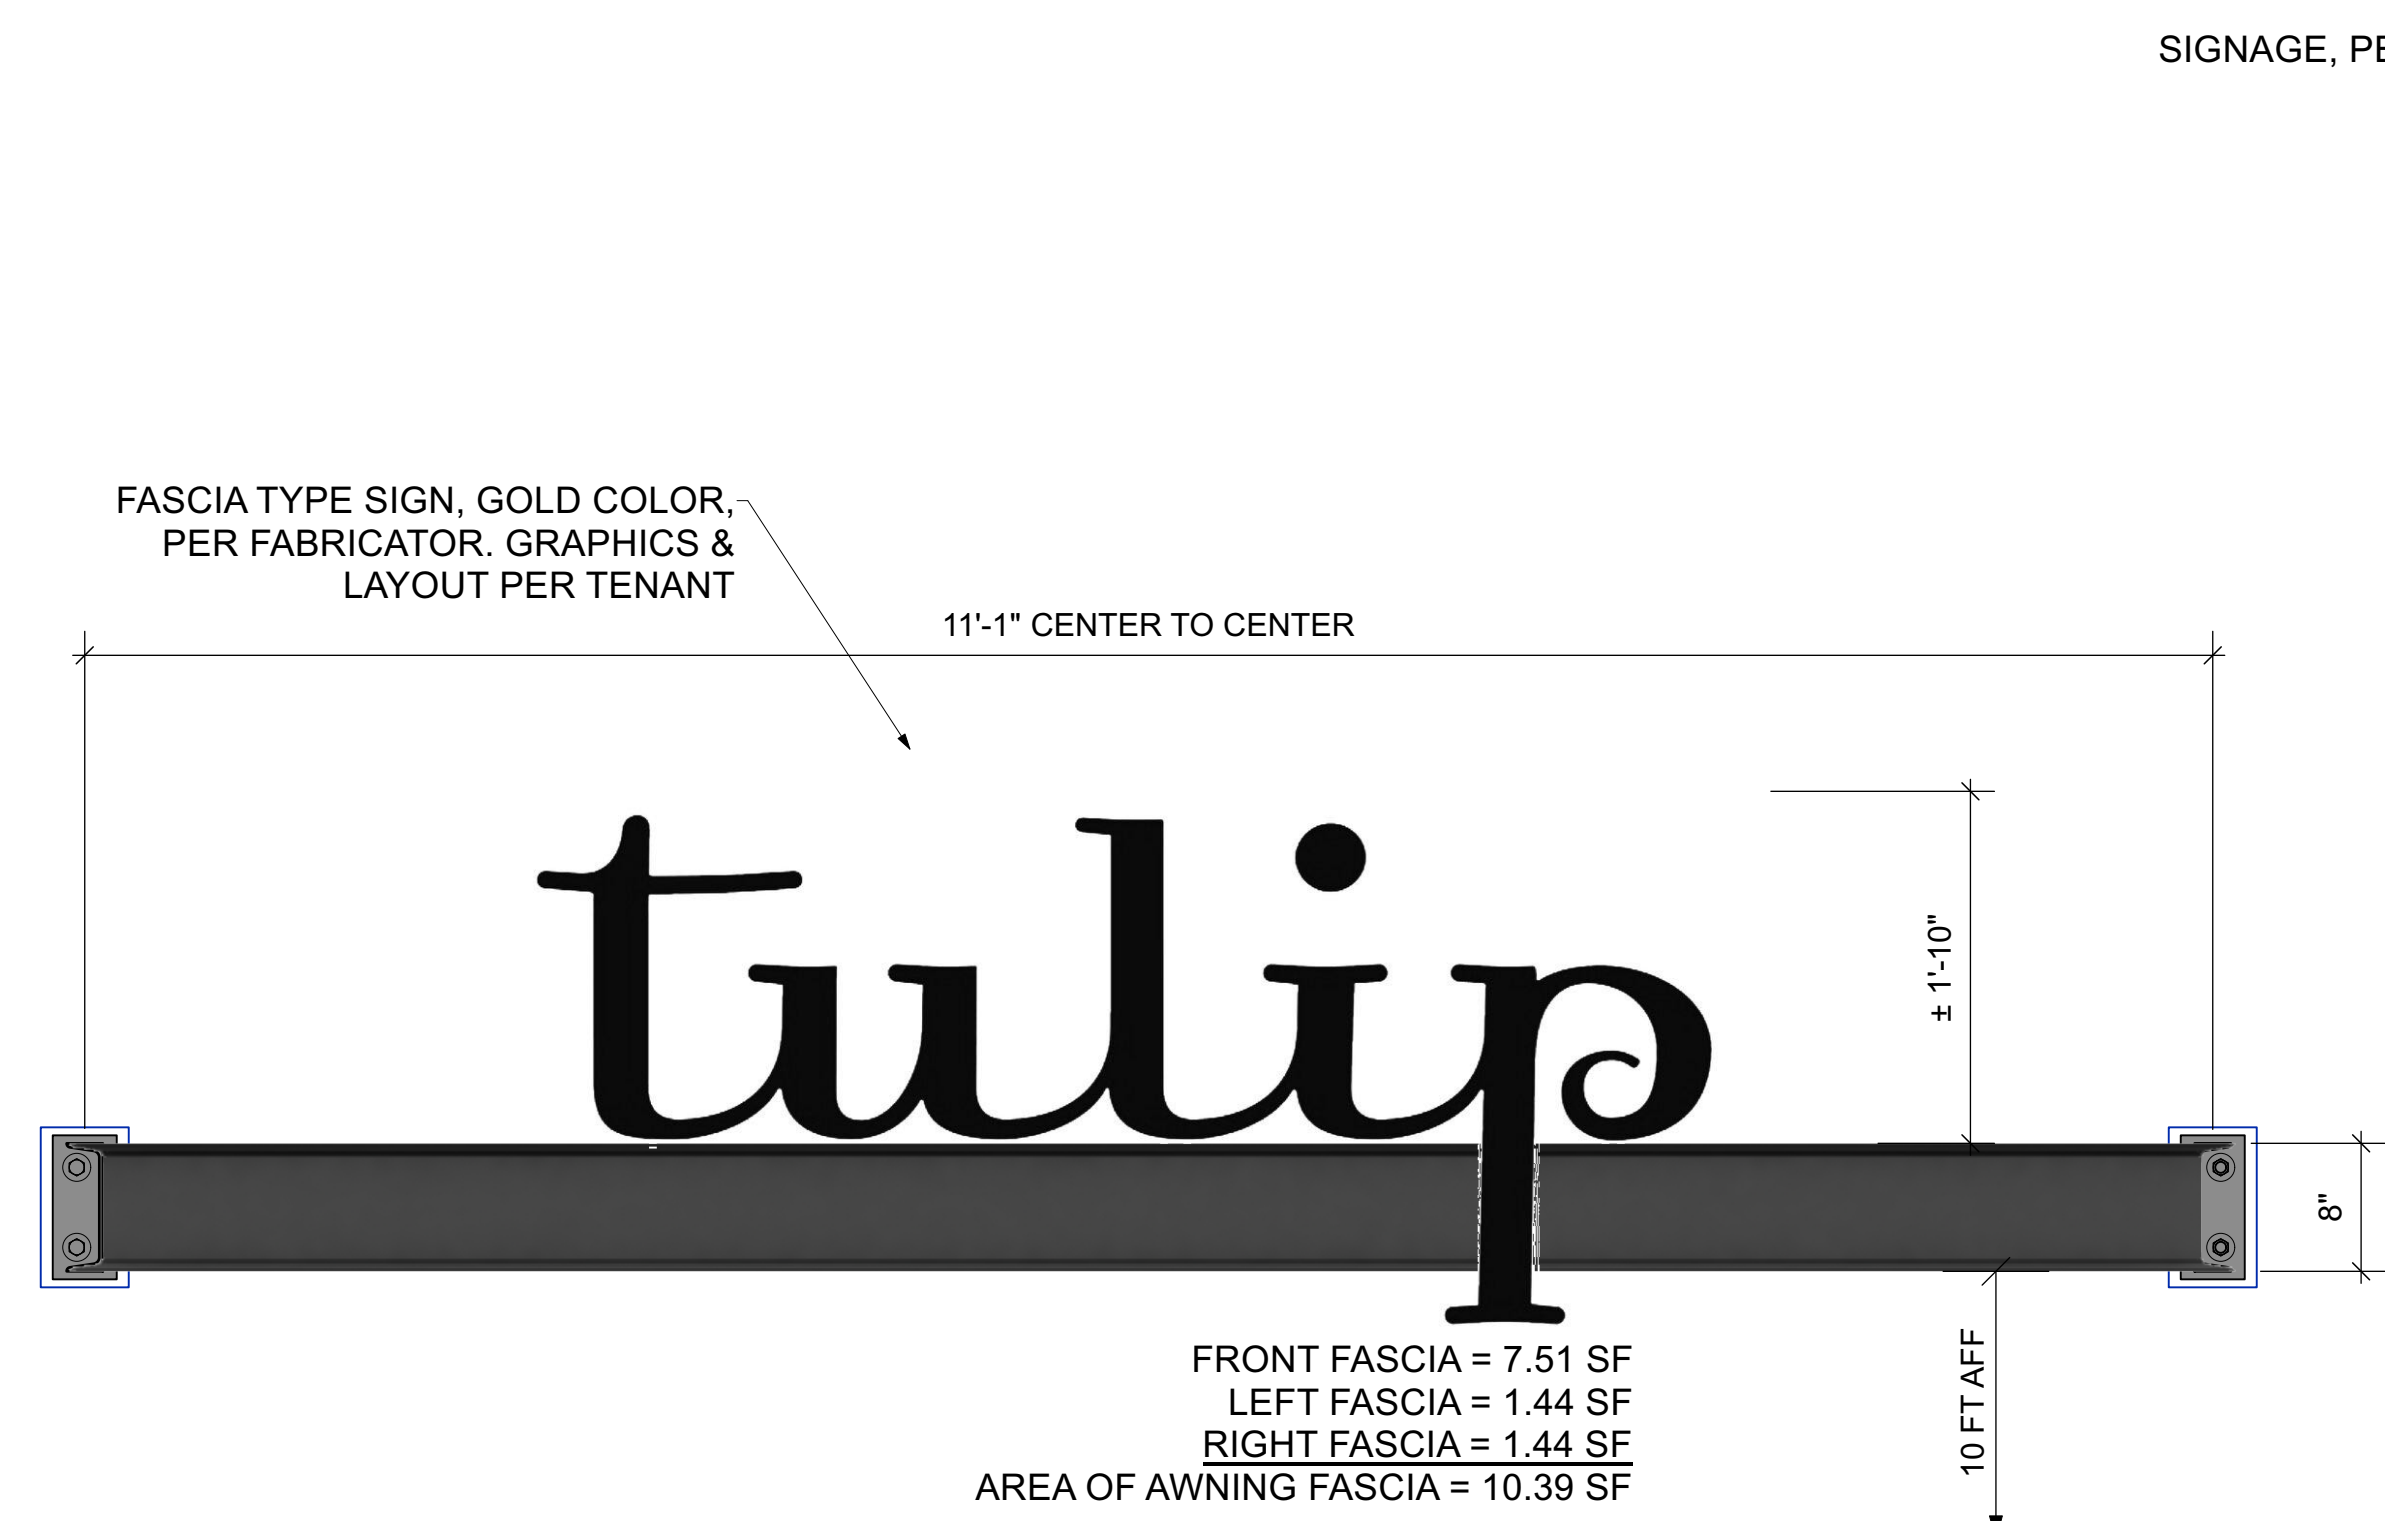 SIGNAGE,
FASCIA TYPE SIGN, GOLD COLOR,
PER FABRICATOR. GRAPHICS &
LAYOUT PER TENANT
11'-1" CENTER TO CENTER
± 1'-10"
tulip
8"
FRONT FASCIA = 7.51 SF
LEFT FASCIA = 1.44 SF
RIGHT FASCIA = 1.44 SF
AREA OF AWNING FASCIA = 10.39 SF
10 FT AFF